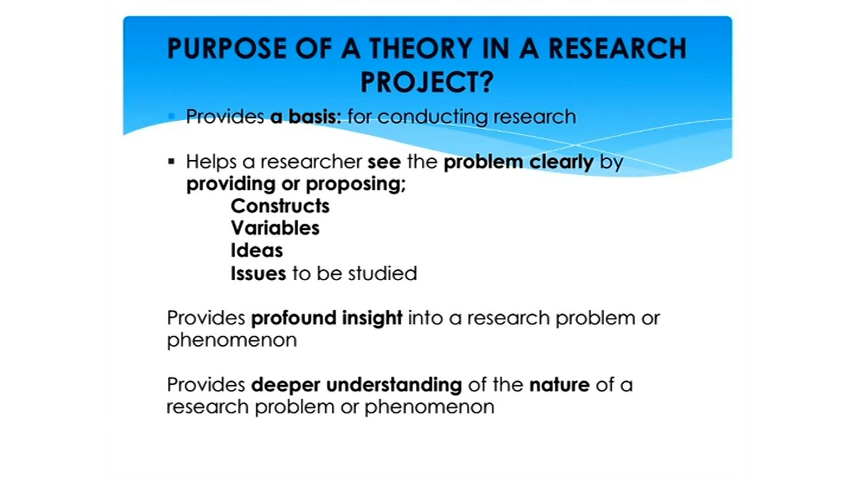 PURPOSE OF A THEORY IN A RESEARCH
PROJECT?
▪ Provides a basis: for conducting research
▪ Helps a researcher see the problem clearly by
providing or proposing;
Constructs
Variables
Ideas
Issues to be studied
Provides profound insight into a research problem or
phenomenon
Provides deeper understanding of the nature of a
research problem or phenomenon